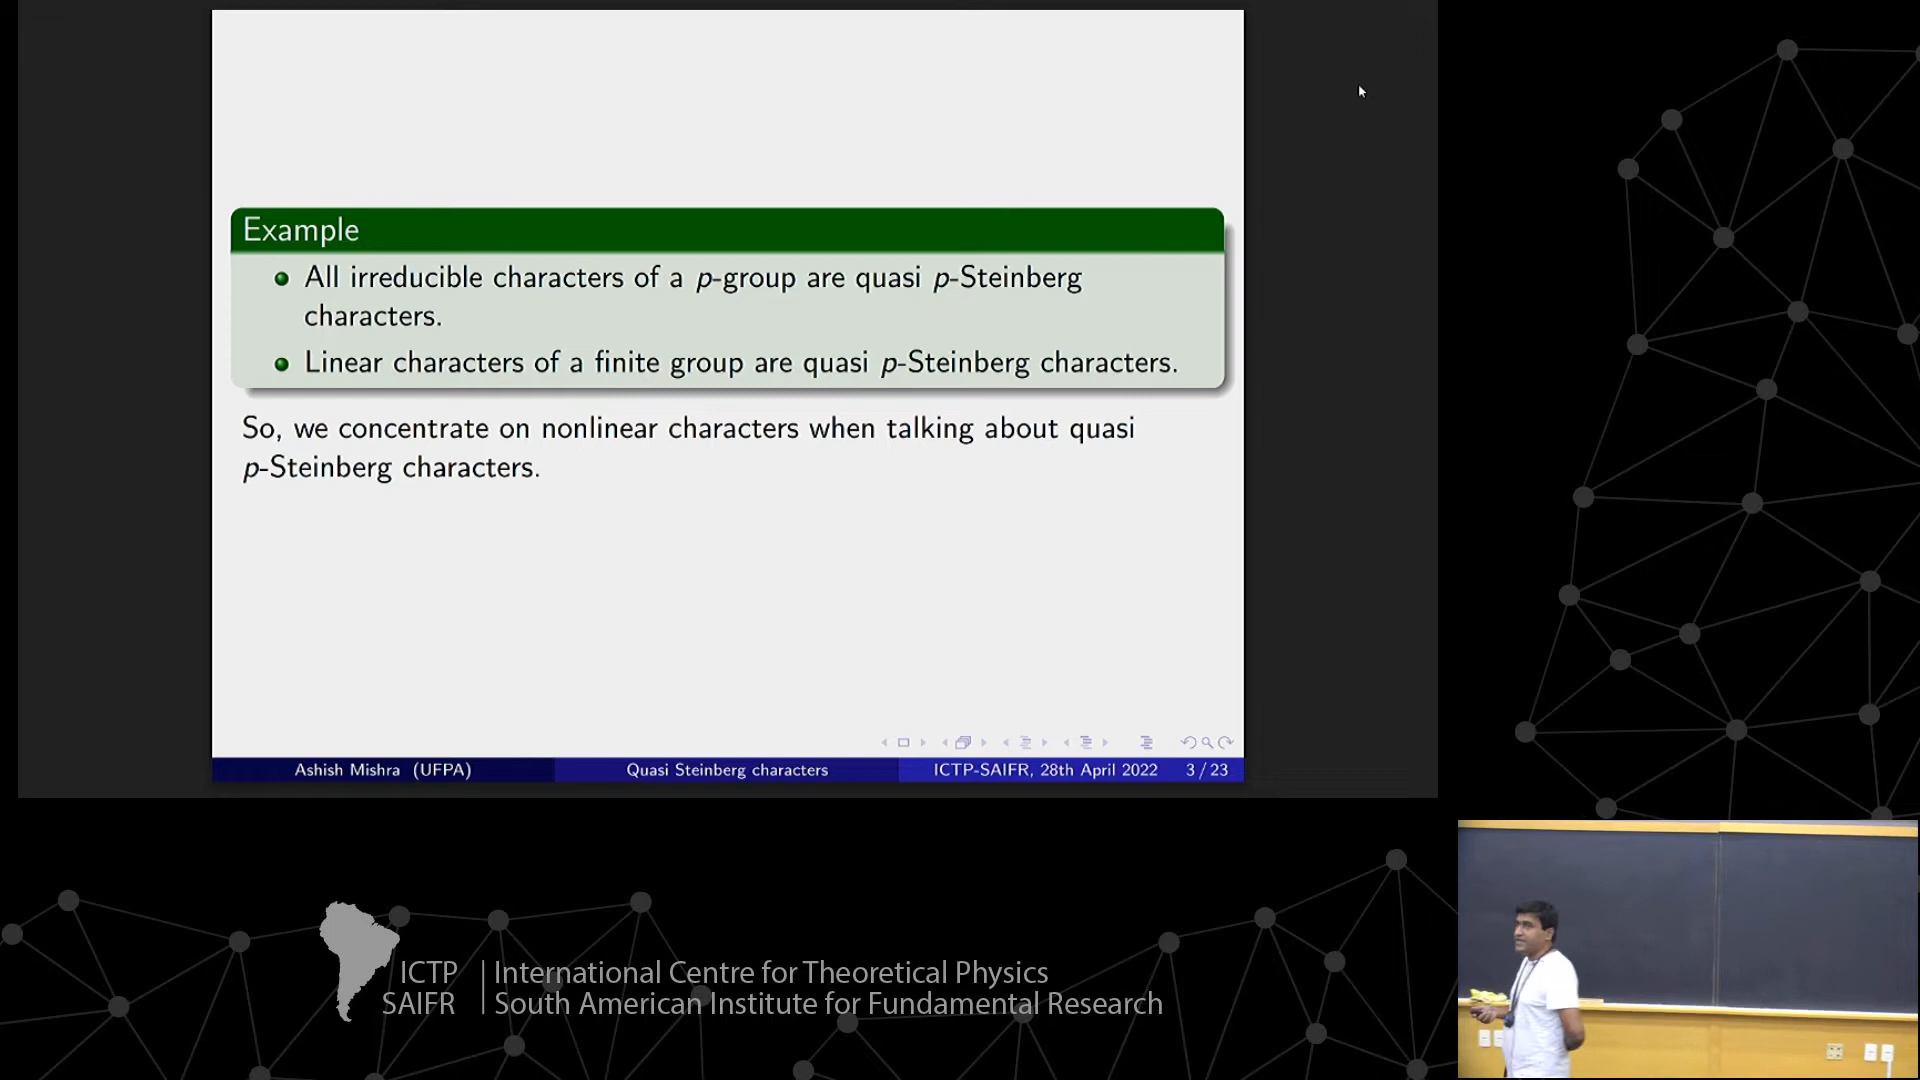 Example
All irreducible characters of a p-group are quasi p-Steinberg
characters.
Linear characters of a finite group are quasi p-Steinberg characters.
So, we concentrate on nonlinear characters when talking about quasi
p-Steinberg characters.
Ashish Mishra (UFPA) Quasi Steinberg characters ICTP-SAIFR, 28th April 2022 3 / 23
ICTP International Centre for Theoretical Physics
SAIFR South American Institute for Fundamental Research